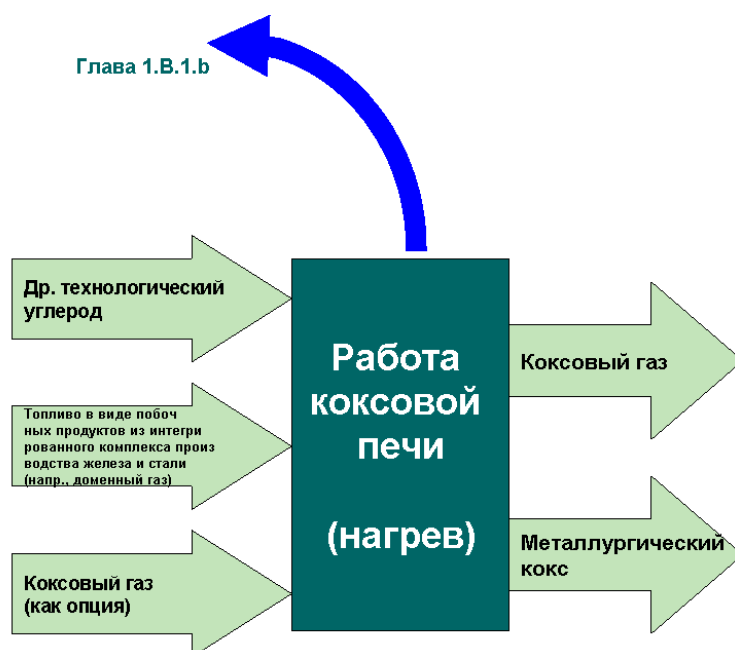 Глава 1.B.1.b
Др. технологический
углерод
Топливо в виде побоч
ных продуктов из интегри
рованного комплекса произ
водства железа и стали
(напр., доменный газ)
Коксовый газ
(как опция)
Работа
коксовой
печи
(нагрев)
Коксовый газ
Металлургический
кокс